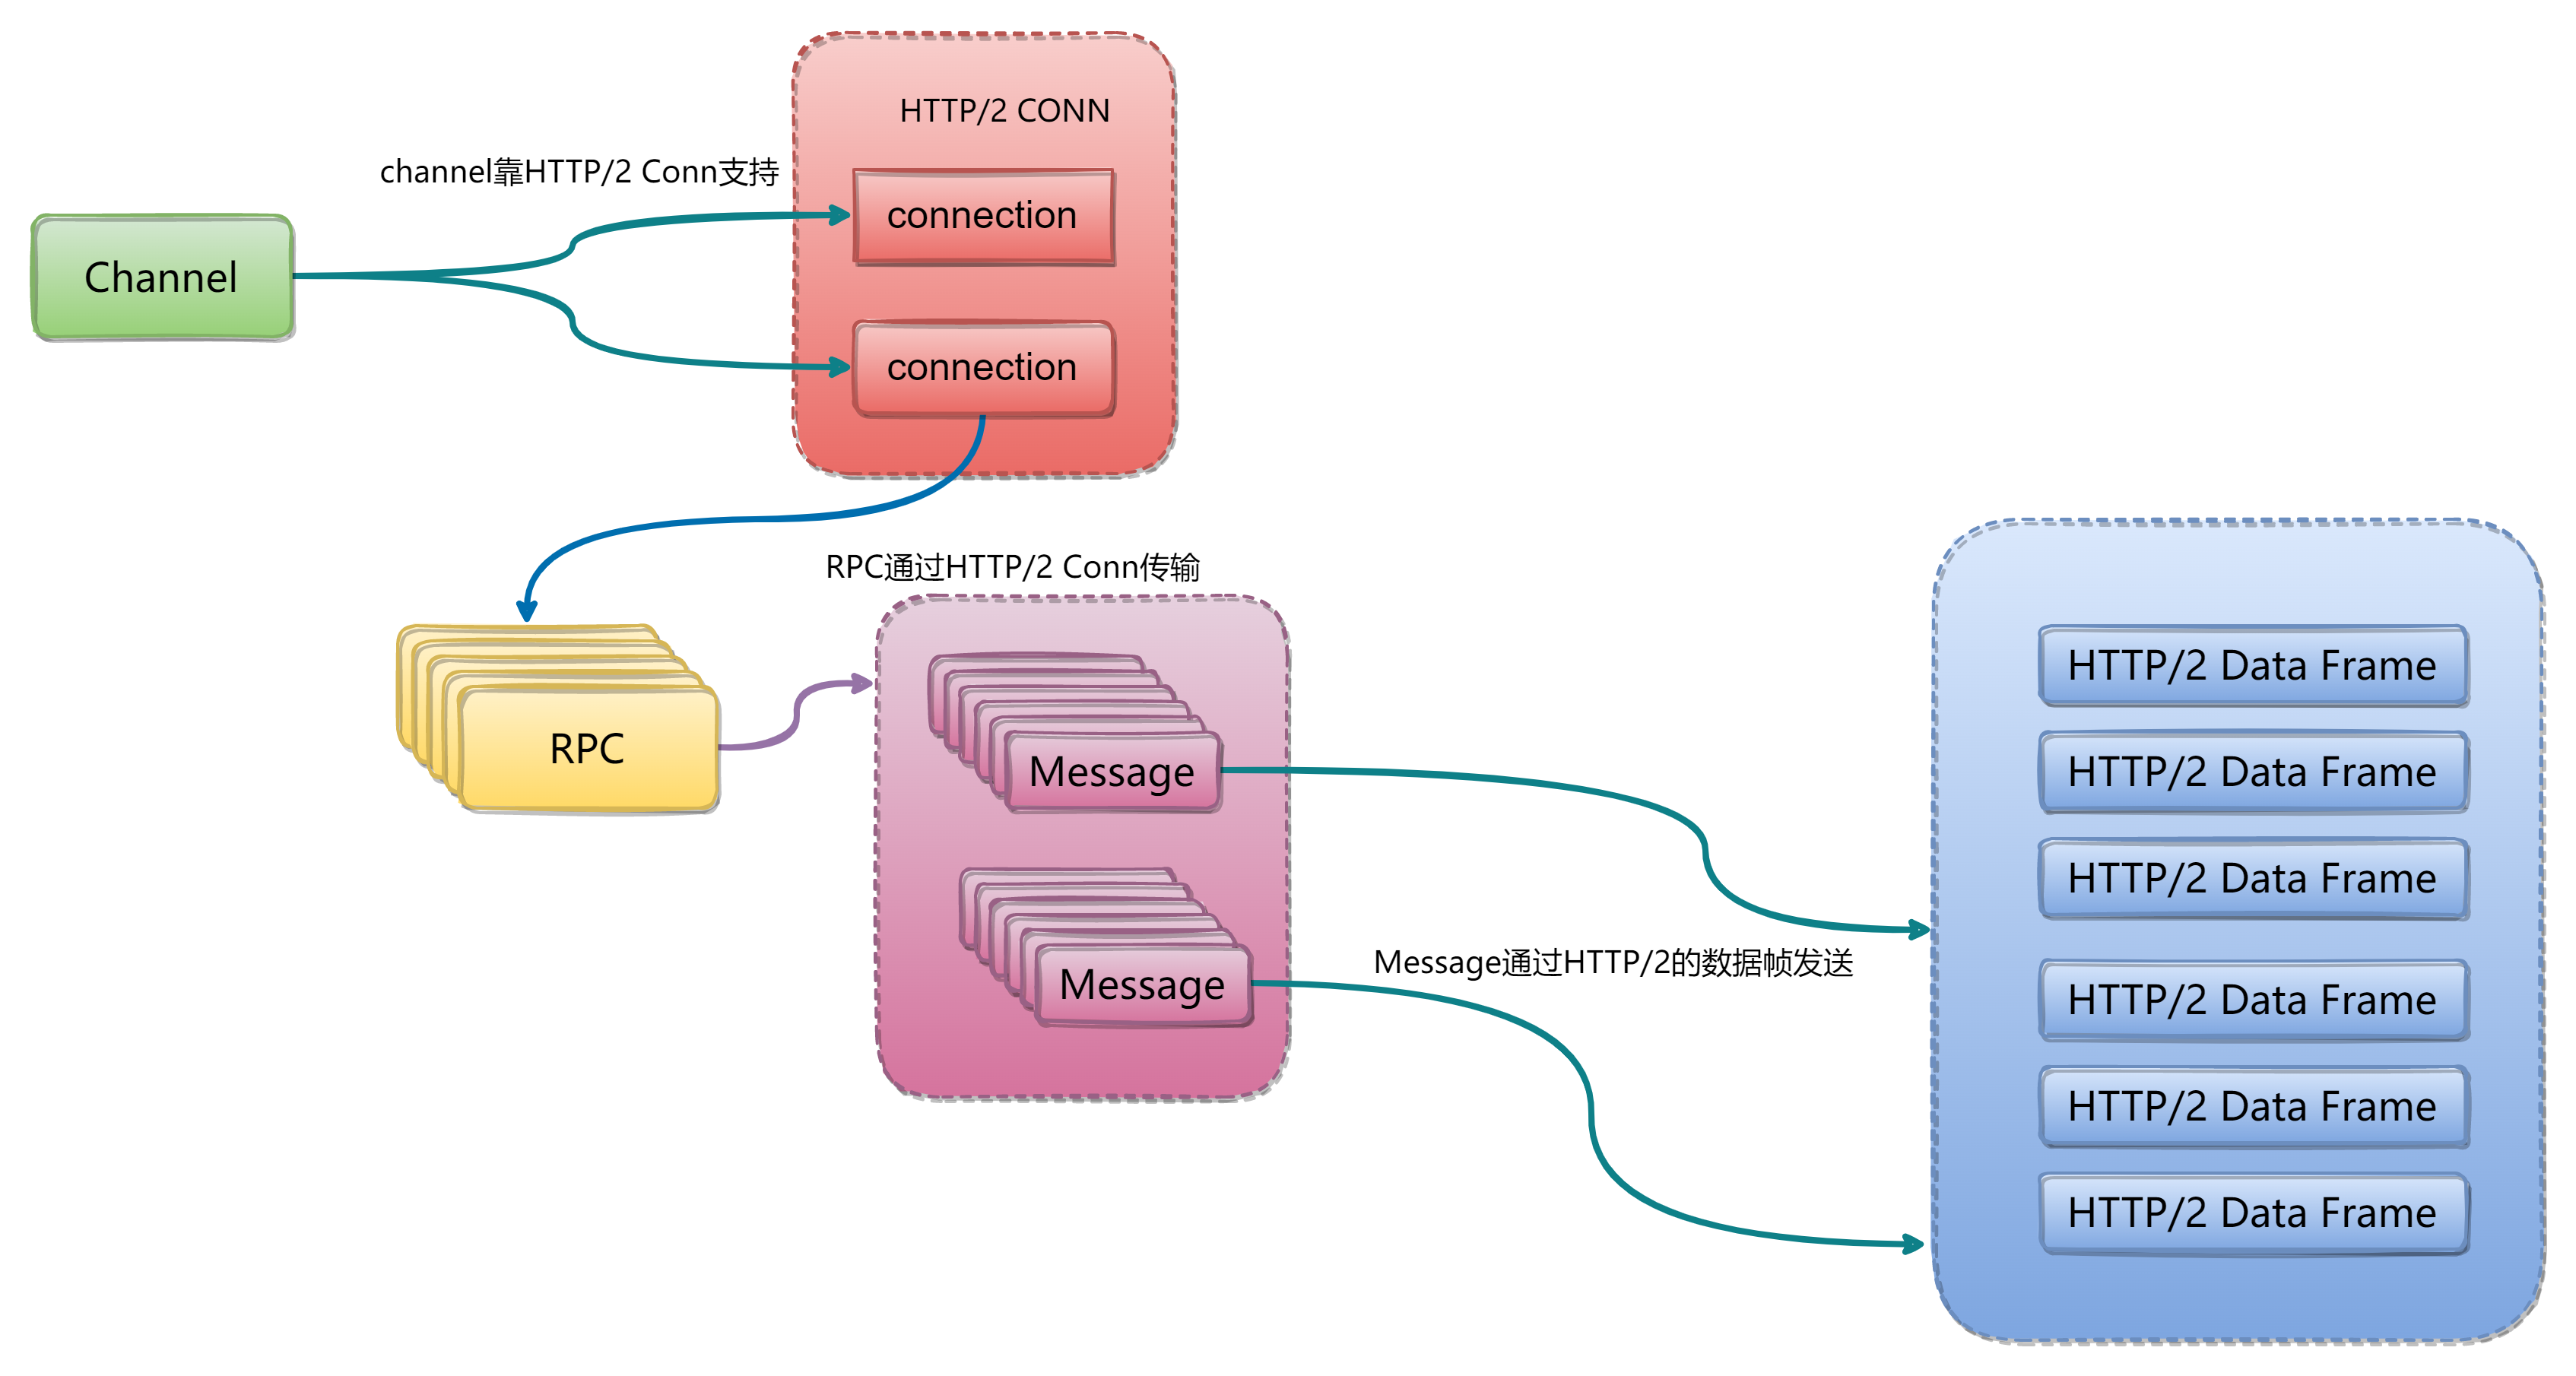 HTTP/2 CONN
channel靠HTTP/2 Conn支持
connection
Channel
connection
RPC通过HTTP/2 Conn传输
RPC
Message
Message
Message通过HTTP/2的数据帧发送
HTTP/2 Data Frame
HTTP/2 Data Frame
HTTP/2 Data Frame
HTTP/2 Data Frame
HTTP/2 Data Frame
HTTP/2 Data Frame